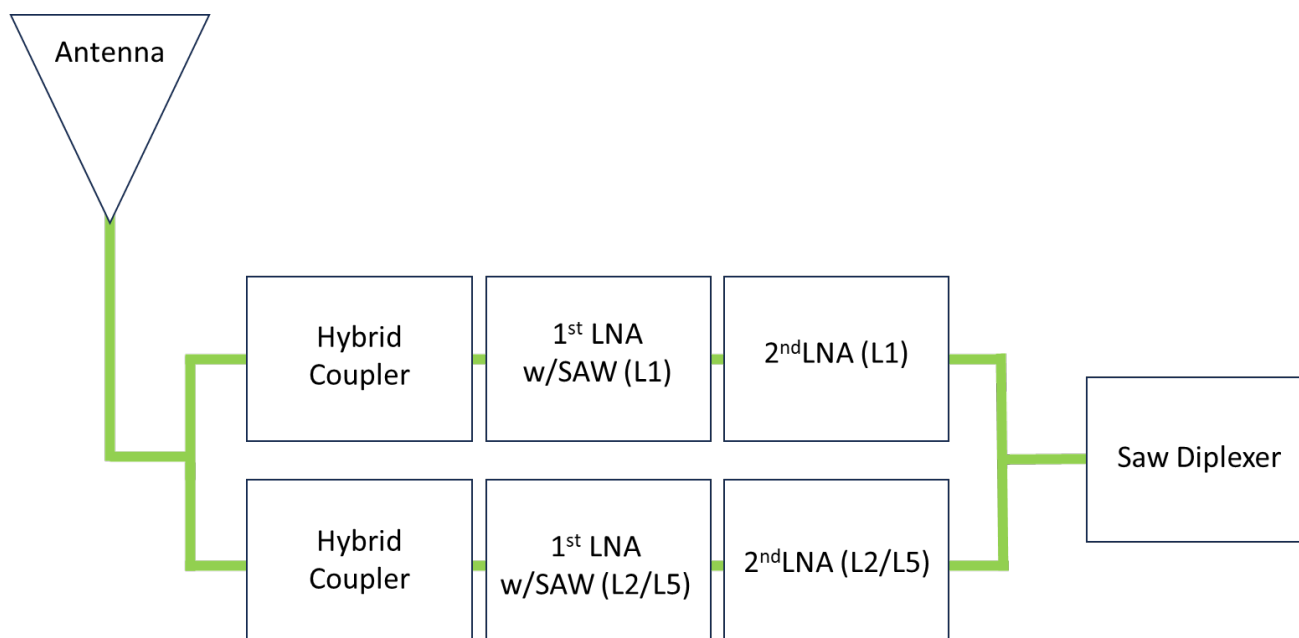 Antenna
Hybrid
Coupler
1st LNA
w/SAW (L1)
2ndLNA (L1)
Saw Diplexer
Hybrid
Coupler
1st LNA
w/SAW (L2/L5)
2ndLNA (L2/L5)